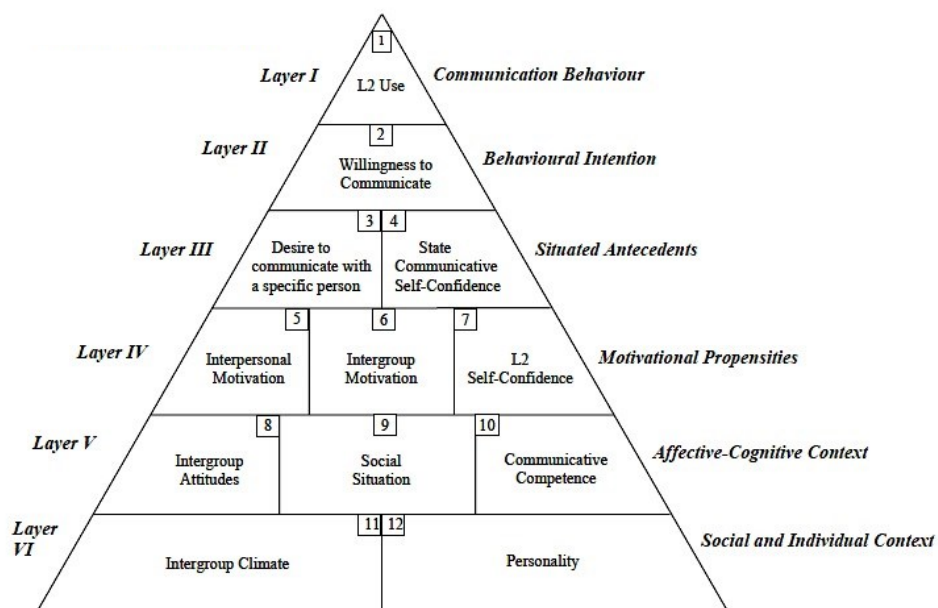 1
Layer I
L2 Use
Communication Behaviour
2
Layer II
Willingness to
Communicate
Behavioural Intention
3 4
Layer III
Desire to
communicate with
a specific person
State
Communicative
Self-Confidence
Situated Antecedents
5 6 7
Layer IV
Interpersonal
Motivation
Intergroup
Motivation
L2
Self-Confidence
Motivational Propensities
8 9 10
Layer V
Intergroup
Attitudes
Social
Situation
Communicative
Competence
Affective-Cognitive Context
11 12
Layer
VI
Intergroup Climate
Personality
Social and Individual Context